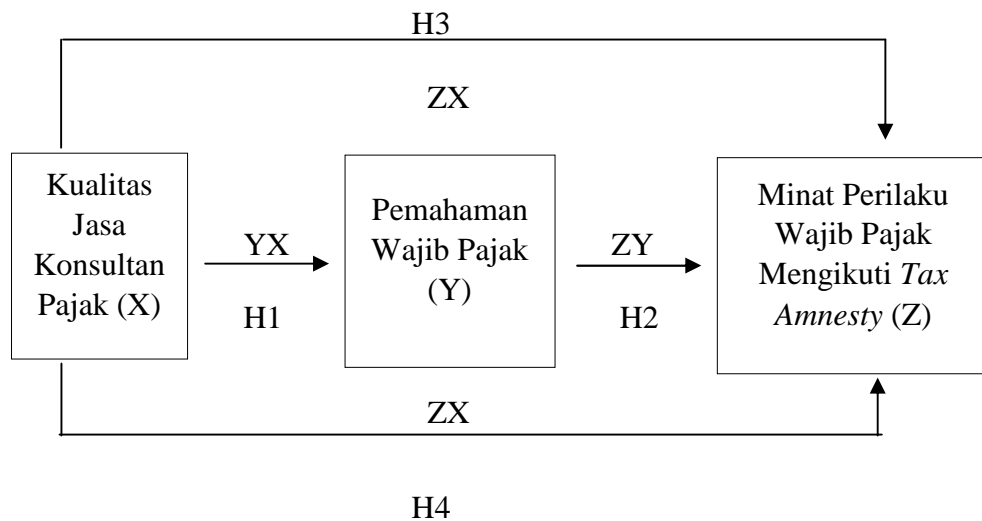 H3
ZX
Kualitas
Jasa
Konsultan
Pajak (X)
YX
H1
Pemahaman
Wajib Pajak
(Y)
ZY
H2
Minat Perilaku
Wajib Pajak
Mengikuti Tax
Amnesty (Z)
ZX
H4